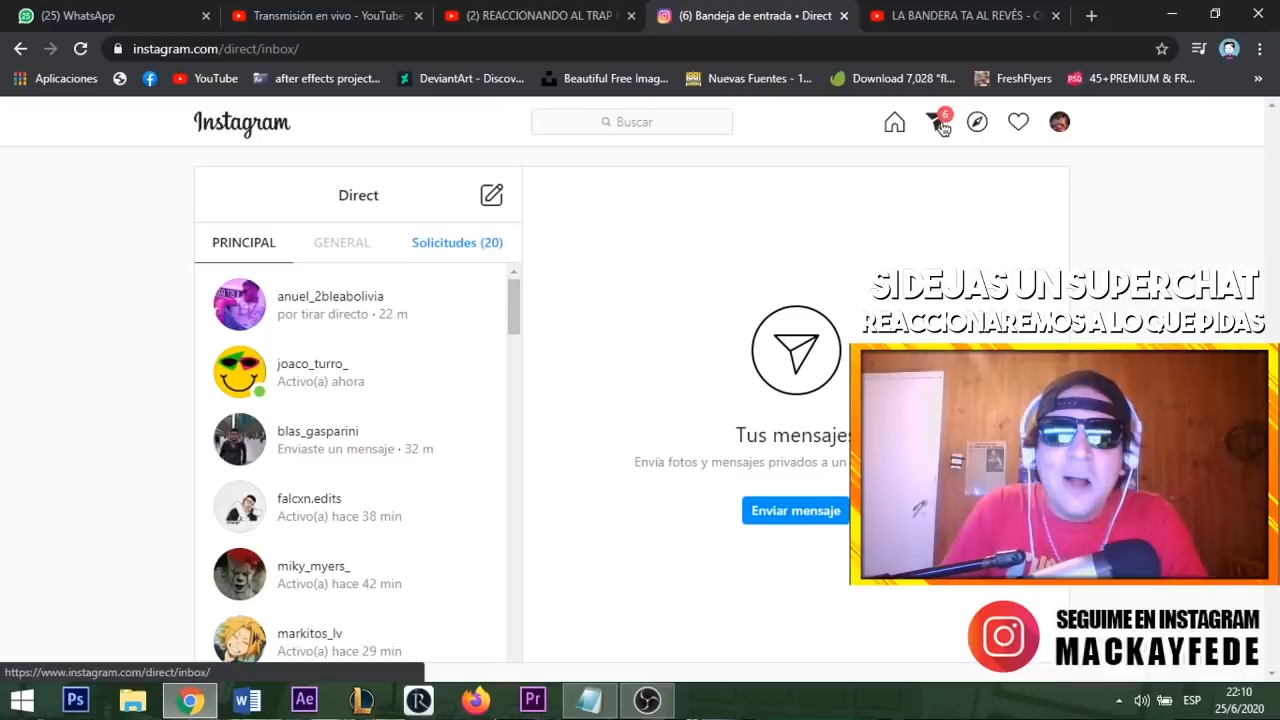 (25) WhatsApp
Transmisión en vivo - YouTube
(2) REACCIONANDO AL TRAP
(6) Bandeja de entrada • Direct
LA BANDERA TA AL REVÉS - C
instagram.com/direct/inbox/
Aplicaciones
YouTube
after effects project...
DeviantArt - Discov...
Beautiful Free Imag...
Nuevas Fuentes - 1...
Download 7,028 "fl...
FreshFlyers
45+PREMIUM & FR...
»
Instagram
Buscar
6
Direct
PRINCIPAL
GENERAL
Solicitudes (20)
anuel_2bleabolivia
por tirar directo · 22 m
joaco_turro_
Activo(a) ahora
blas_gasparini
Enviaste un mensaje · 32 m
falcxn.edits
Activo(a) hace 38 min
miky_myers_
Activo(a) hace 42 min
markitos_lv
Activo(a) hace 29 min
Tus mensajes
Envía fotos y mensajes privados a un
Enviar mensaje
SI DEJAS UN SUPERCHAT
REACCIONAREMOS A LO QUE PIDAS
SEGUIME EN INSTAGRAM
MACKAYFEDE
https://www.instagram.com/direct/inbox/
Ps
Ae
Pr
ESP
22:10
25/6/2020